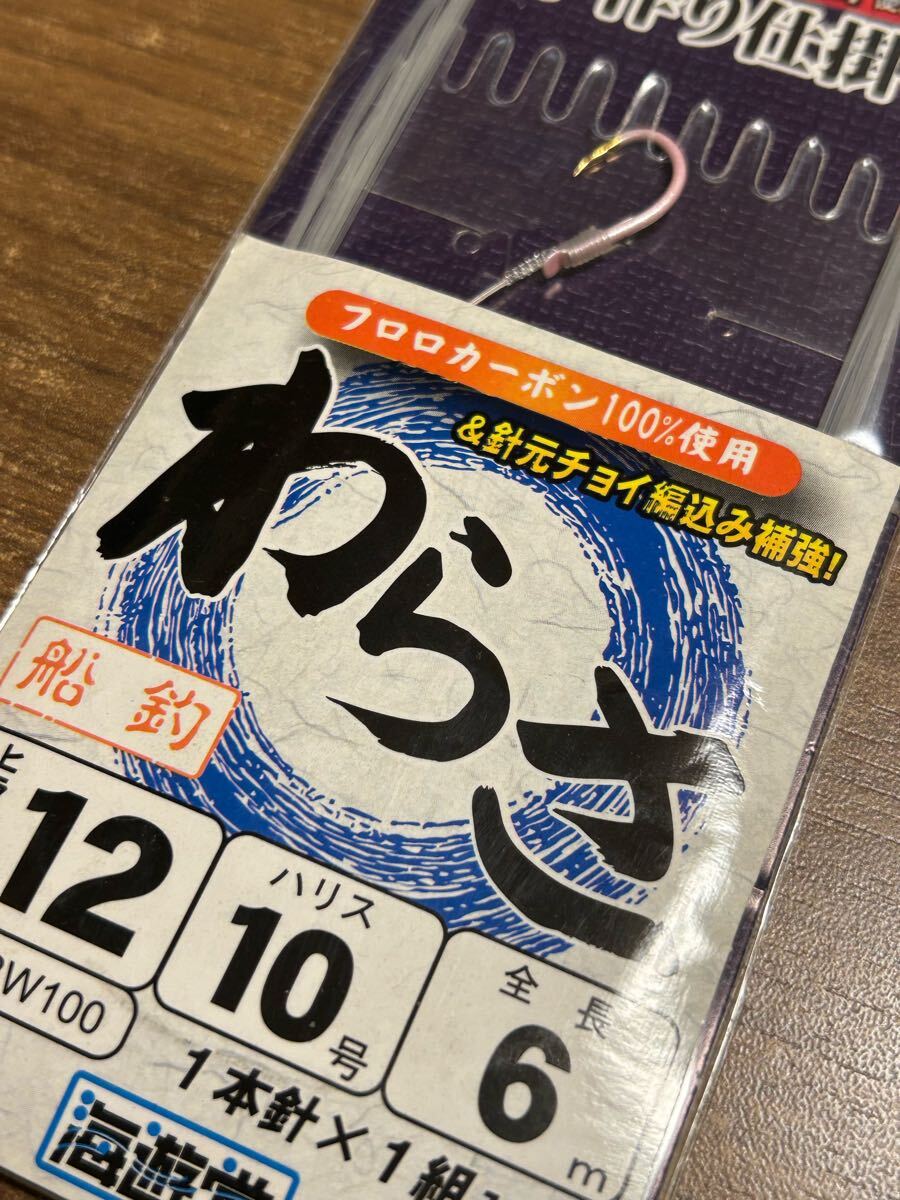 作り仕掛
フロロカーボン100%使用
&針元チョイ編込み補強!
わらさ
船釣
ヒ
12
ハリス
10
号
全長
6
m
W100
1本針×1組
海遊